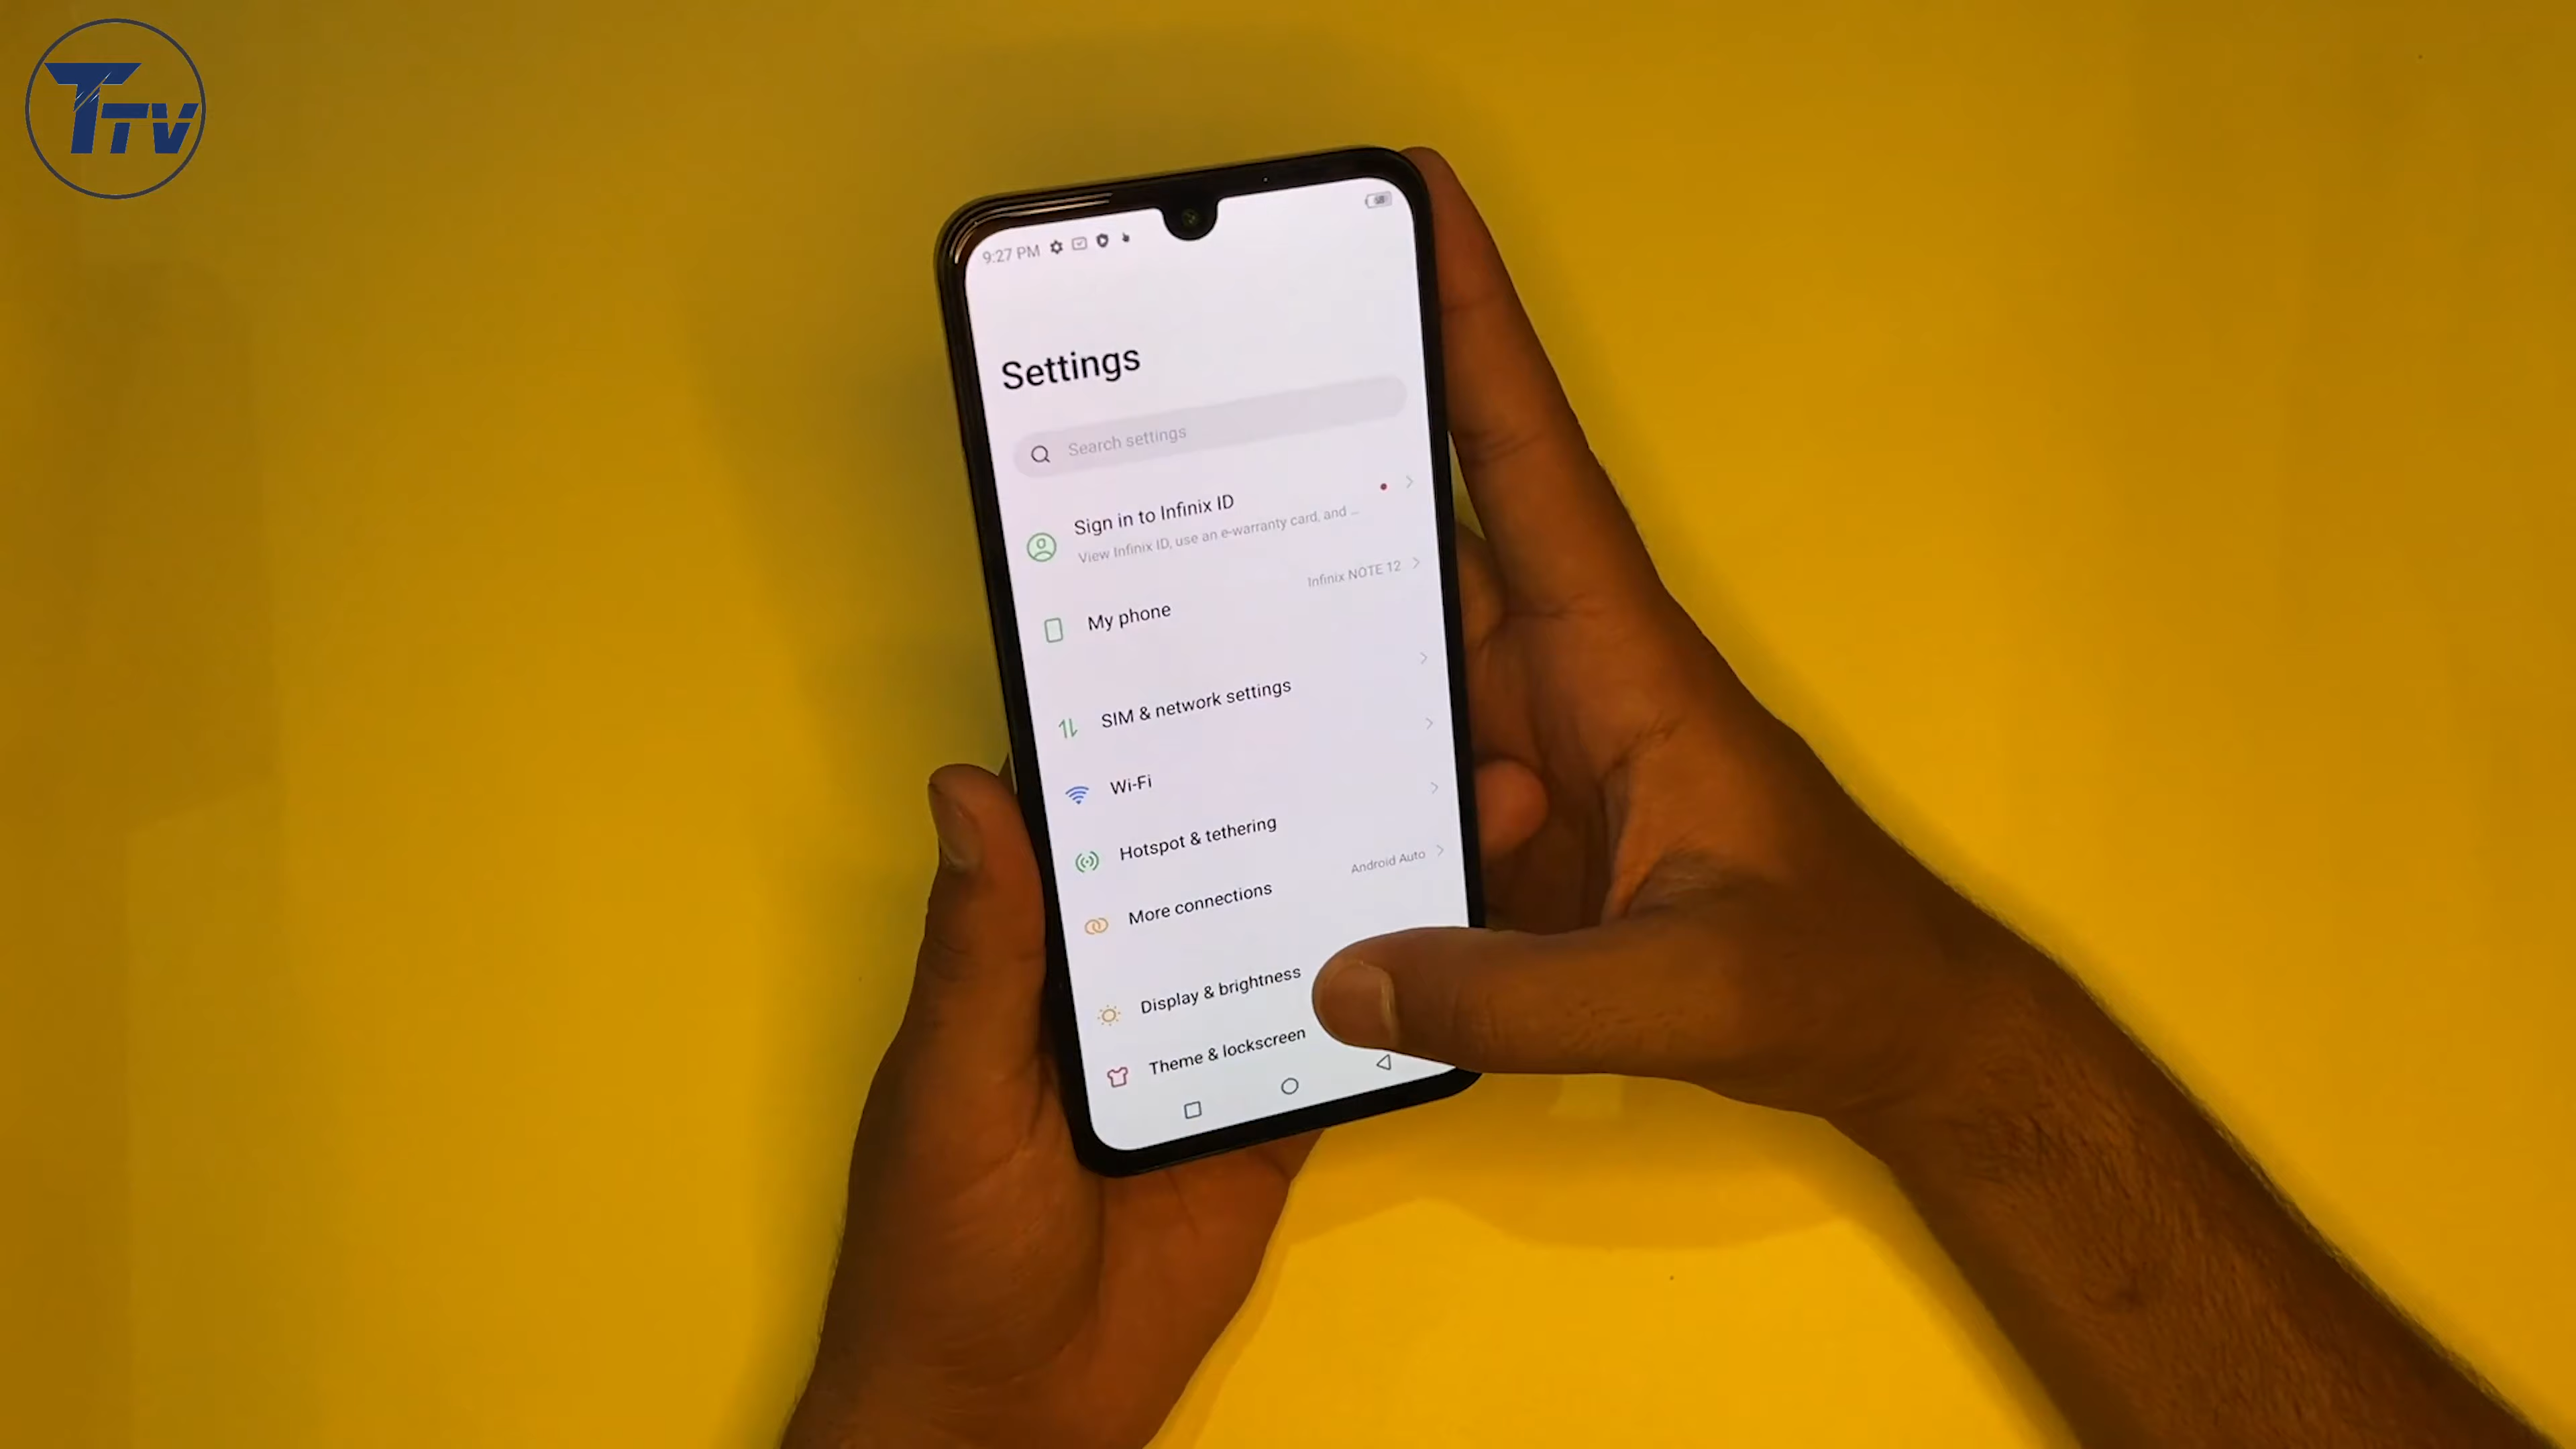 TTV
9:27 PM
Settings
Search settings
Sign in to Infinix ID
View Infinix ID, use an e-warranty card, and ...
My phone
Infinix NOTE 12
SIM & network settings
Wi-Fi
Hotspot & tethering
More connections
Android Auto
Display & brightness
Theme & lockscreen